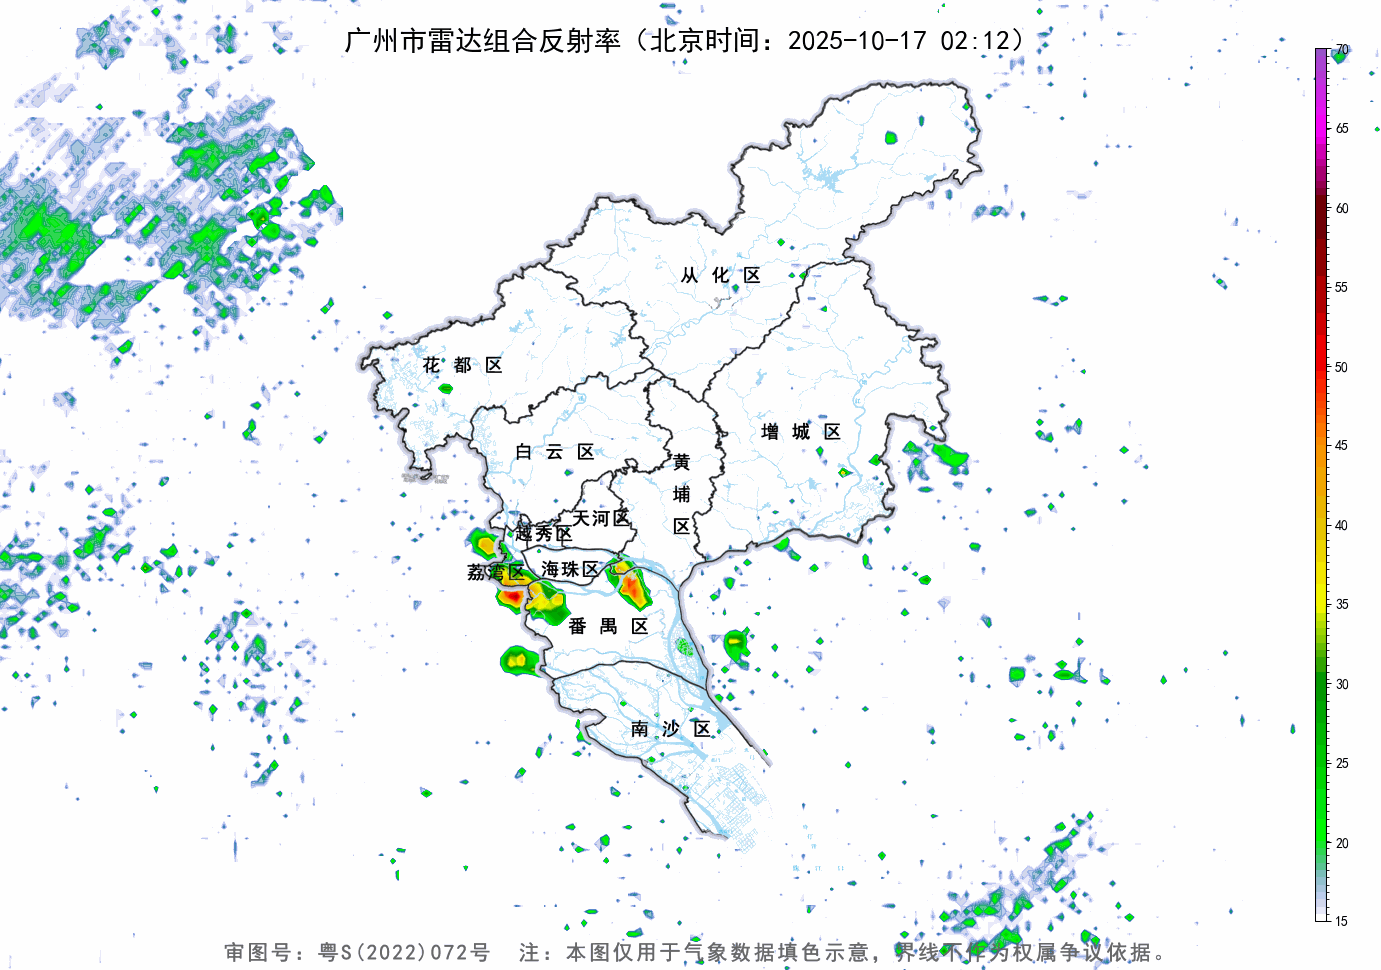 广州市雷达组合反射率（北京时间：2025-10-17 02:12）
70
65
60
55
50
45
40
35
30
25
20
15
从化区
花都区
增城区
白云区
黄埔区
天河区
越秀区
海珠区
荔湾区
番禺区
南沙区
审图号：粤S(2022)072号 注：本图仅用于气象数据填色示意，界线不作为权属争议依据。